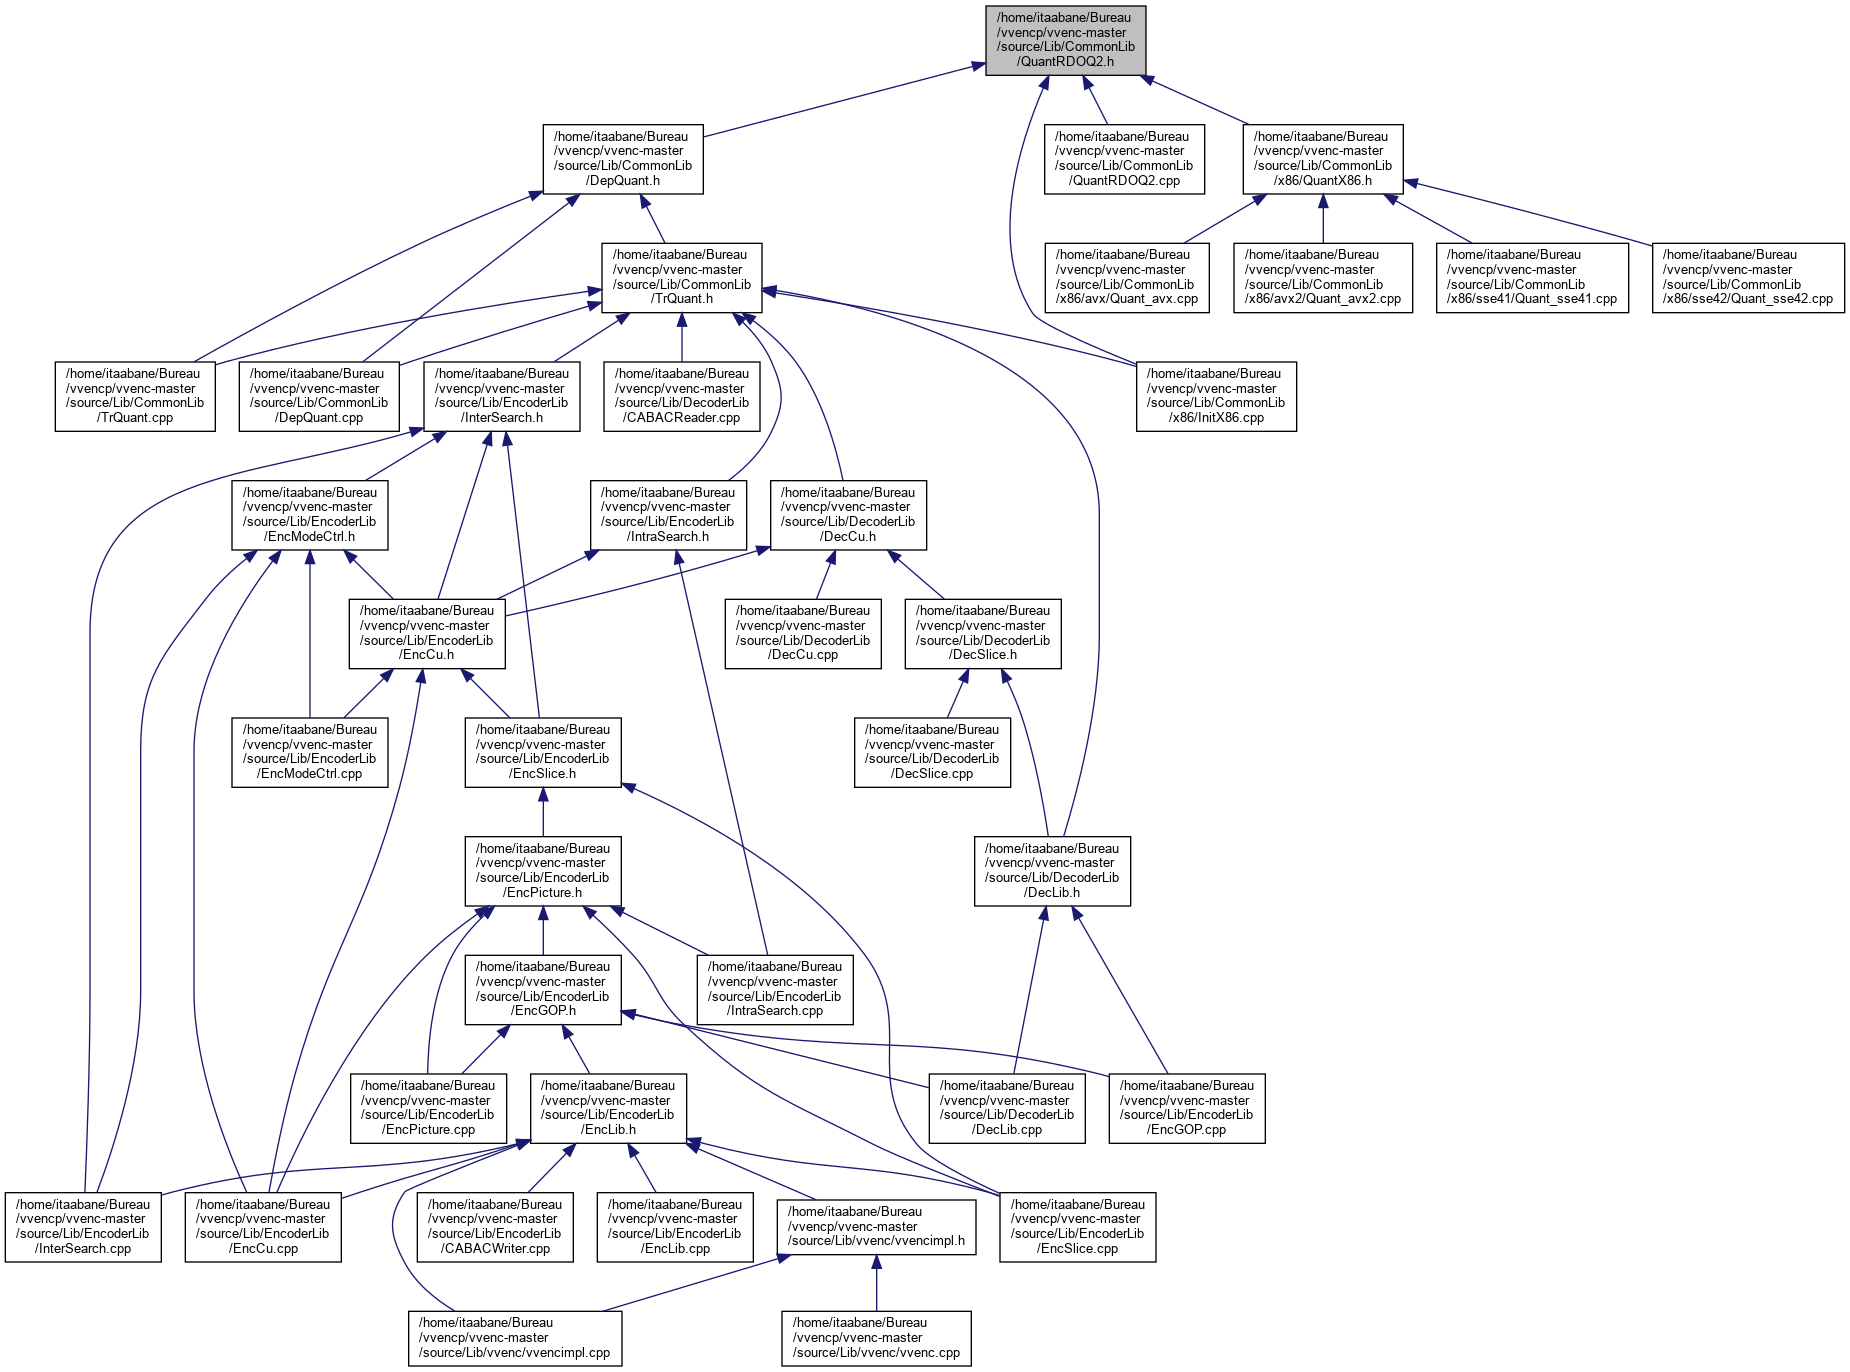 /home/itaabane/Bureau
/vvencp/vvenc-master
/source/Lib/CommonLib
/QuantRDOQ2.h
/home/itaabane/Bureau
/vvencp/vvenc-master
/source/Lib/CommonLib
/DepQuant.h
/home/itaabane/Bureau
/vvencp/vvenc-master
/source/Lib/CommonLib
/QuantRDOQ2.cpp
/home/itaabane/Bureau
/vvencp/vvenc-master
/source/Lib/CommonLib
/x86/QuantX86.h
/home/itaabane/Bureau
/vvencp/vvenc-master
/source/Lib/CommonLib
/TrQuant.h
/home/itaabane/Bureau
/vvencp/vvenc-master
/source/Lib/CommonLib
/x86/avx/Quant_avx.cpp
/home/itaabane/Bureau
/vvencp/vvenc-master
/source/Lib/CommonLib
/x86/avx2/Quant_avx2.cpp
/home/itaabane/Bureau
/vvencp/vvenc-master
/source/Lib/CommonLib
/x86/sse41/Quant_sse41.cpp
/home/itaabane/Bureau
/vvencp/vvenc-master
/source/Lib/CommonLib
/x86/sse42/Quant_sse42.cpp
/home/itaabane/Bureau
/vvencp/vvenc-master
/source/Lib/CommonLib
/TrQuant.cpp
/home/itaabane/Bureau
/vvencp/vvenc-master
/source/Lib/CommonLib
/DepQuant.cpp
/home/itaabane/Bureau
/vvencp/vvenc-master
/source/Lib/EncoderLib
/InterSearch.h
/home/itaabane/Bureau
/vvencp/vvenc-master
/source/Lib/DecoderLib
/CABACReader.cpp
/home/itaabane/Bureau
/vvencp/vvenc-master
/source/Lib/CommonLib
/x86/InitX86.cpp
/home/itaabane/Bureau
/vvencp/vvenc-master
/source/Lib/EncoderLib
/EncModeCtrl.h
/home/itaabane/Bureau
/vvencp/vvenc-master
/source/Lib/EncoderLib
/IntraSearch.h
/home/itaabane/Bureau
/vvencp/vvenc-master
/source/Lib/DecoderLib
/DecCu.h
/home/itaabane/Bureau
/vvencp/vvenc-master
/source/Lib/EncoderLib
/EncCu.h
/home/itaabane/Bureau
/vvencp/vvenc-master
/source/Lib/DecoderLib
/DecCu.cpp
/home/itaabane/Bureau
/vvencp/vvenc-master
/source/Lib/DecoderLib
/DecSlice.h
/home/itaabane/Bureau
/vvencp/vvenc-master
/source/Lib/EncoderLib
/EncModeCtrl.cpp
/home/itaabane/Bureau
/vvencp/vvenc-master
/source/Lib/EncoderLib
/EncSlice.h
/home/itaabane/Bureau
/vvencp/vvenc-master
/source/Lib/DecoderLib
/DecSlice.cpp
/home/itaabane/Bureau
/vvencp/vvenc-master
/source/Lib/EncoderLib
/EncPicture.h
/home/itaabane/Bureau
/vvencp/vvenc-master
/source/Lib/DecoderLib
/DecLib.h
/home/itaabane/Bureau
/vvencp/vvenc-master
/source/Lib/EncoderLib
/EncGOP.h
/home/itaabane/Bureau
/vvencp/vvenc-master
/source/Lib/EncoderLib
/IntraSearch.cpp
/home/itaabane/Bureau
/vvencp/vvenc-master
/source/Lib/EncoderLib
/EncPicture.cpp
/home/itaabane/Bureau
/vvencp/vvenc-master
/source/Lib/EncoderLib
/EncLib.h
/home/itaabane/Bureau
/vvencp/vvenc-master
/source/Lib/DecoderLib
/DecLib.cpp
/home/itaabane/Bureau
/vvencp/vvenc-master
/source/Lib/EncoderLib
/EncGOP.cpp
/home/itaabane/Bureau
/vvencp/vvenc-master
/source/Lib/EncoderLib
/InterSearch.cpp
/home/itaabane/Bureau
/vvencp/vvenc-master
/source/Lib/EncoderLib
/EncCu.cpp
/home/itaabane/Bureau
/vvencp/vvenc-master
/source/Lib/EncoderLib
/CABACWriter.cpp
/home/itaabane/Bureau
/vvencp/vvenc-master
/source/Lib/EncoderLib
/EncLib.cpp
/home/itaabane/Bureau
/vvencp/vvenc-master
/source/Lib/vvenc/vvencimpl.h
/home/itaabane/Bureau
/vvencp/vvenc-master
/source/Lib/EncoderLib
/EncSlice.cpp
/home/itaabane/Bureau
/vvencp/vvenc-master
/source/Lib/vvenc/vvencimpl.cpp
/home/itaabane/Bureau
/vvencp/vvenc-master
/source/Lib/vvenc/vvenc.cpp